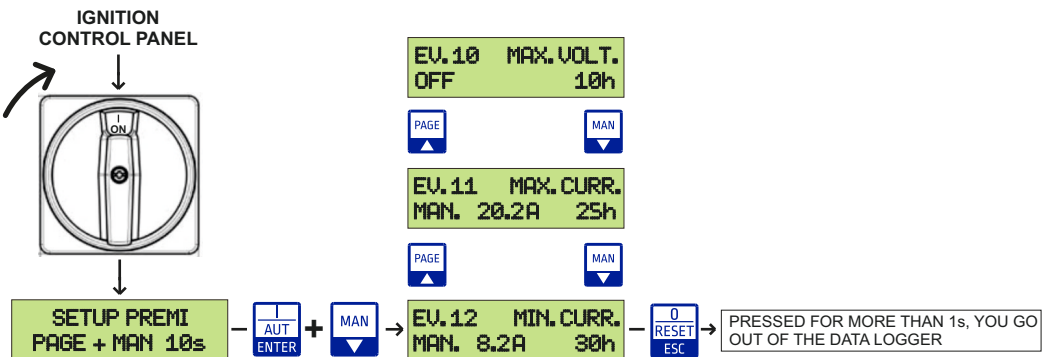 IGNITION
CONTROL PANEL
I
ON
EV.10 MAX.VOLT.
OFF 10h
PAGE
MAN
EV.11 MAX.CURR.
MAN. 20.2A 25h
PAGE
MAN
SETUP PREMI
PAGE + MAN 10s
I
AUT
ENTER
+
MAN
EV.12 MIN.CURR.
MAN. 8.2A 30h
0
RESET
ESC
PRESSED FOR MORE THAN 1s, YOU GO
OUT OF THE DATA LOGGER